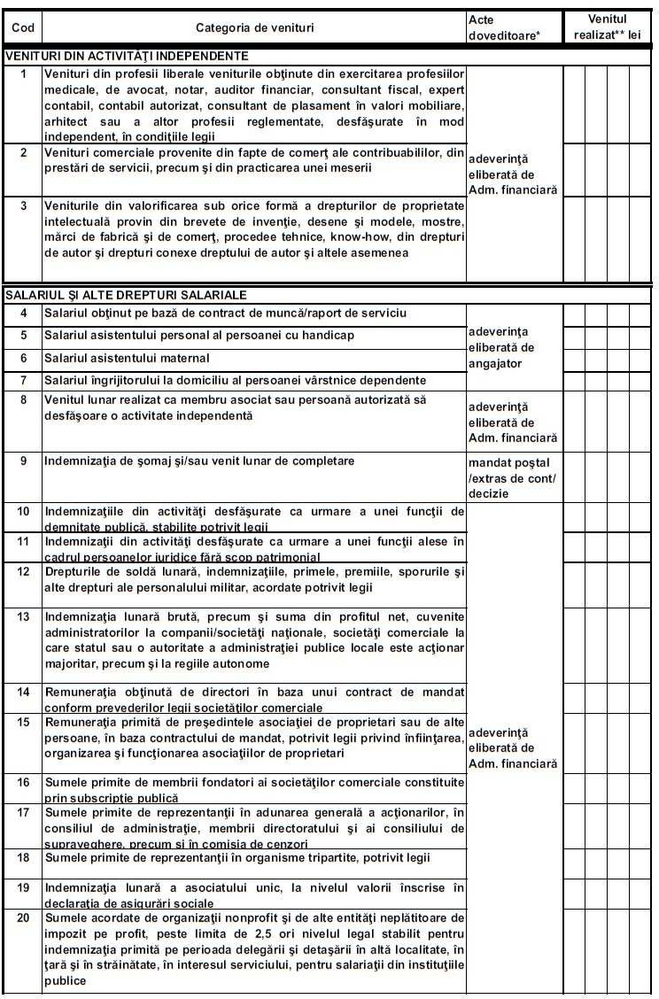 Cod Categoria de venituri Acte doveditoare* Venitul realizat** lei
VENITURI DIN ACTIVITĂŢI INDEPENDENTE
1 Venituri din profesii liberale veniturile obţinute din exercitarea profesiilor
medicale, de avocat, notar, auditor financiar, consultant fiscal, expert
contabil, contabil autorizat, consultant de plasament în valori mobiliare,
arhitect sau a altor profesii reglementate, desfăşurate în mod
independent, în condiţiile legii
2 Venituri comerciale provenite din fapte de comerţ ale contribuabililor, din
prestări de servicii, precum şi din practicarea unei meserii
adeverinţă
eliberată de
Adm. financiară
3 Veniturile din valorificarea sub orice formă a drepturilor de proprietate
intelectuală provin din brevete de invenţie, desene şi modele, mostre,
mărci de fabrică şi de comerţ, procedee tehnice, know-how, din drepturi
de autor şi drepturi conexe dreptului de autor şi altele asemenea
SALARIUL ŞI ALTE DREPTURI SALARIALE
4 Salariul obţinut pe bază de contract de muncă/raport de serviciu
5 Salariul asistentului personal al persoanei cu handicap
6 Salariul asistentului maternal
7 Salariul îngrijitorului la domiciliu al persoanei vârstnice dependente
adeverinţa
eliberată de
angajator
8 Venitul lunar realizat ca membru asociat sau persoană autorizată să
desfăşoare o activitate independentă
adeverinţă
eliberată de
Adm. financiară
9 Indemnizaţia de şomaj şi/sau venit lunar de completare
mandat poştal
/extras de cont/
decizie
10 Indemnizaţiile din activităţi desfăşurate ca urmare a unei funcţii de
demnitate publică, stabilite potrivit legii
11 Indemnizaţii din activităţi desfăşurate ca urmare a unei funcţii alese în
cadrul persoanelor juridice fără scop patrimonial
12 Drepturile de soldă lunară, indemnizaţiile, primele, premiile, sporurile şi
alte drepturi ale personalului militar, acordate potrivit legii
13 Indemnizaţia lunară brută, precum şi suma din profitul net, cuvenite
administratorilor la companii/societăţi naţionale, societăţi comerciale la
care statul sau o autoritate a administraţiei publice locale este acţionar
majoritar, precum şi la regiile autonome
14 Remuneraţia obţinută de directori în baza unui contract de mandat
conform prevederilor legii societăţilor comerciale
15 Remuneraţia primită de preşedintele asociaţiei de proprietari sau de alte
persoane, în baza contractului de mandat, potrivit legii privind înfiinţarea,
organizarea şi funcţionarea asociaţiilor de proprietari
adeverinţă
eliberată de
Adm. financiară
16 Sumele primite de membrii fondatori ai societăţilor comerciale constituite
prin subscripţie publică
17 Sumele primite de reprezentanţii în adunarea generală a acţionarilor, în
consiliul de administraţie, membrii directoratului şi ai consiliului de
supraveghere, precum şi în comisia de cenzori
18 Sumele primite de reprezentanţii în organisme tripartite, potrivit legii
19 Indemnizaţia lunară a asociatului unic, la nivelul valorii înscrise în
declaraţia de asigurări sociale
20 Sumele acordate de organizaţii nonprofit şi de alte entităţi neplătitoare de
impozit pe profit, peste limita de 2,5 ori nivelul legal stabilit pentru
indemnizaţia primită pe perioada delegării şi detaşării în altă localitate, în
ţară şi în străinătate, în interesul serviciului, pentru salariaţii din instituţiile
publice